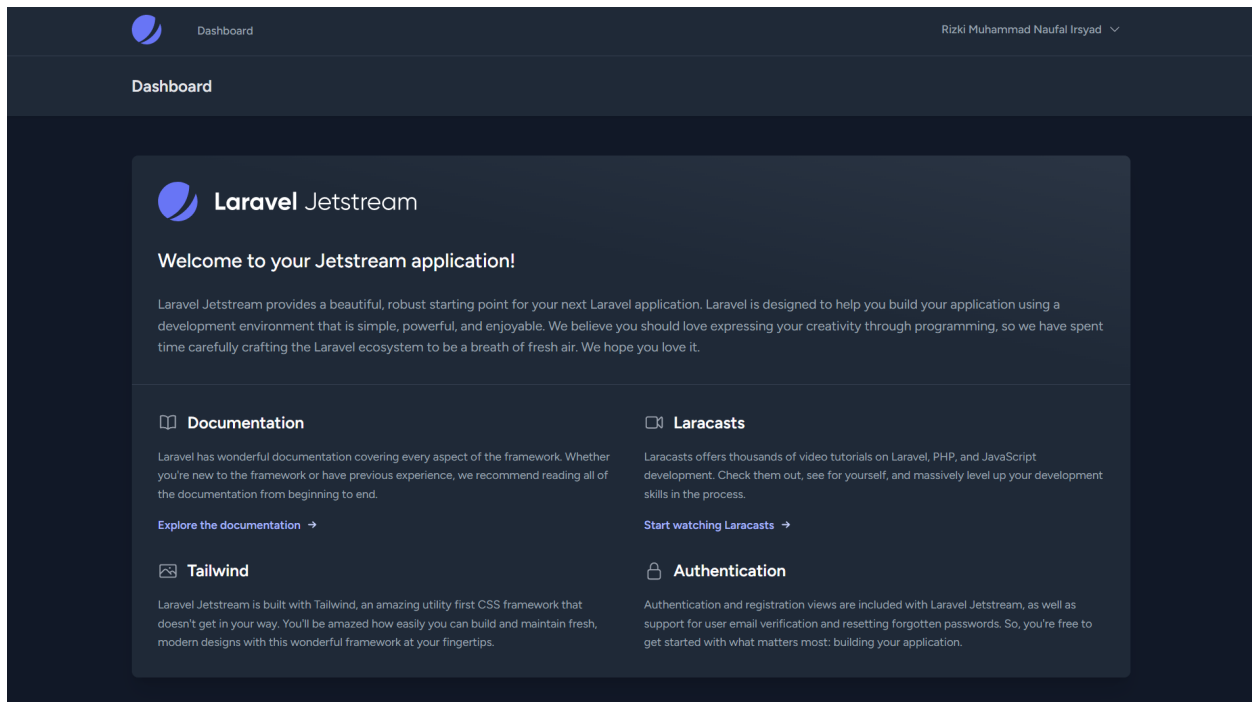 Dashboard
Rizki Muhammad Naufal Irsyad
Dashboard
Laravel Jetstream
Welcome to your Jetstream application!
Laravel Jetstream provides a beautiful, robust starting point for your next Laravel application. Laravel is designed to help you build your application using a
development environment that is simple, powerful, and enjoyable. We believe you should love expressing your creativity through programming, so we have spent
time carefully crafting the Laravel ecosystem to be a breath of fresh air. We hope you love it.
Documentation
Laravel has wonderful documentation covering every aspect of the framework. Whether
you're new to the framework or have previous experience, we recommend reading all of
the documentation from beginning to end.
Explore the documentation →
Laracasts
Laracasts offers thousands of video tutorials on Laravel, PHP, and JavaScript
development. Check them out, see for yourself, and massively level up your development
skills in the process.
Start watching Laracasts →
Tailwind
Laravel Jetstream is built with Tailwind, an amazing utility first CSS framework that
doesn't get in your way. You'll be amazed how easily you can build and maintain fresh,
modern designs with this wonderful framework at your fingertips.
Authentication
Authentication and registration views are included with Laravel Jetstream, as well as
support for user email verification and resetting forgotten passwords. So, you're free to
get started with what matters most: building your application.